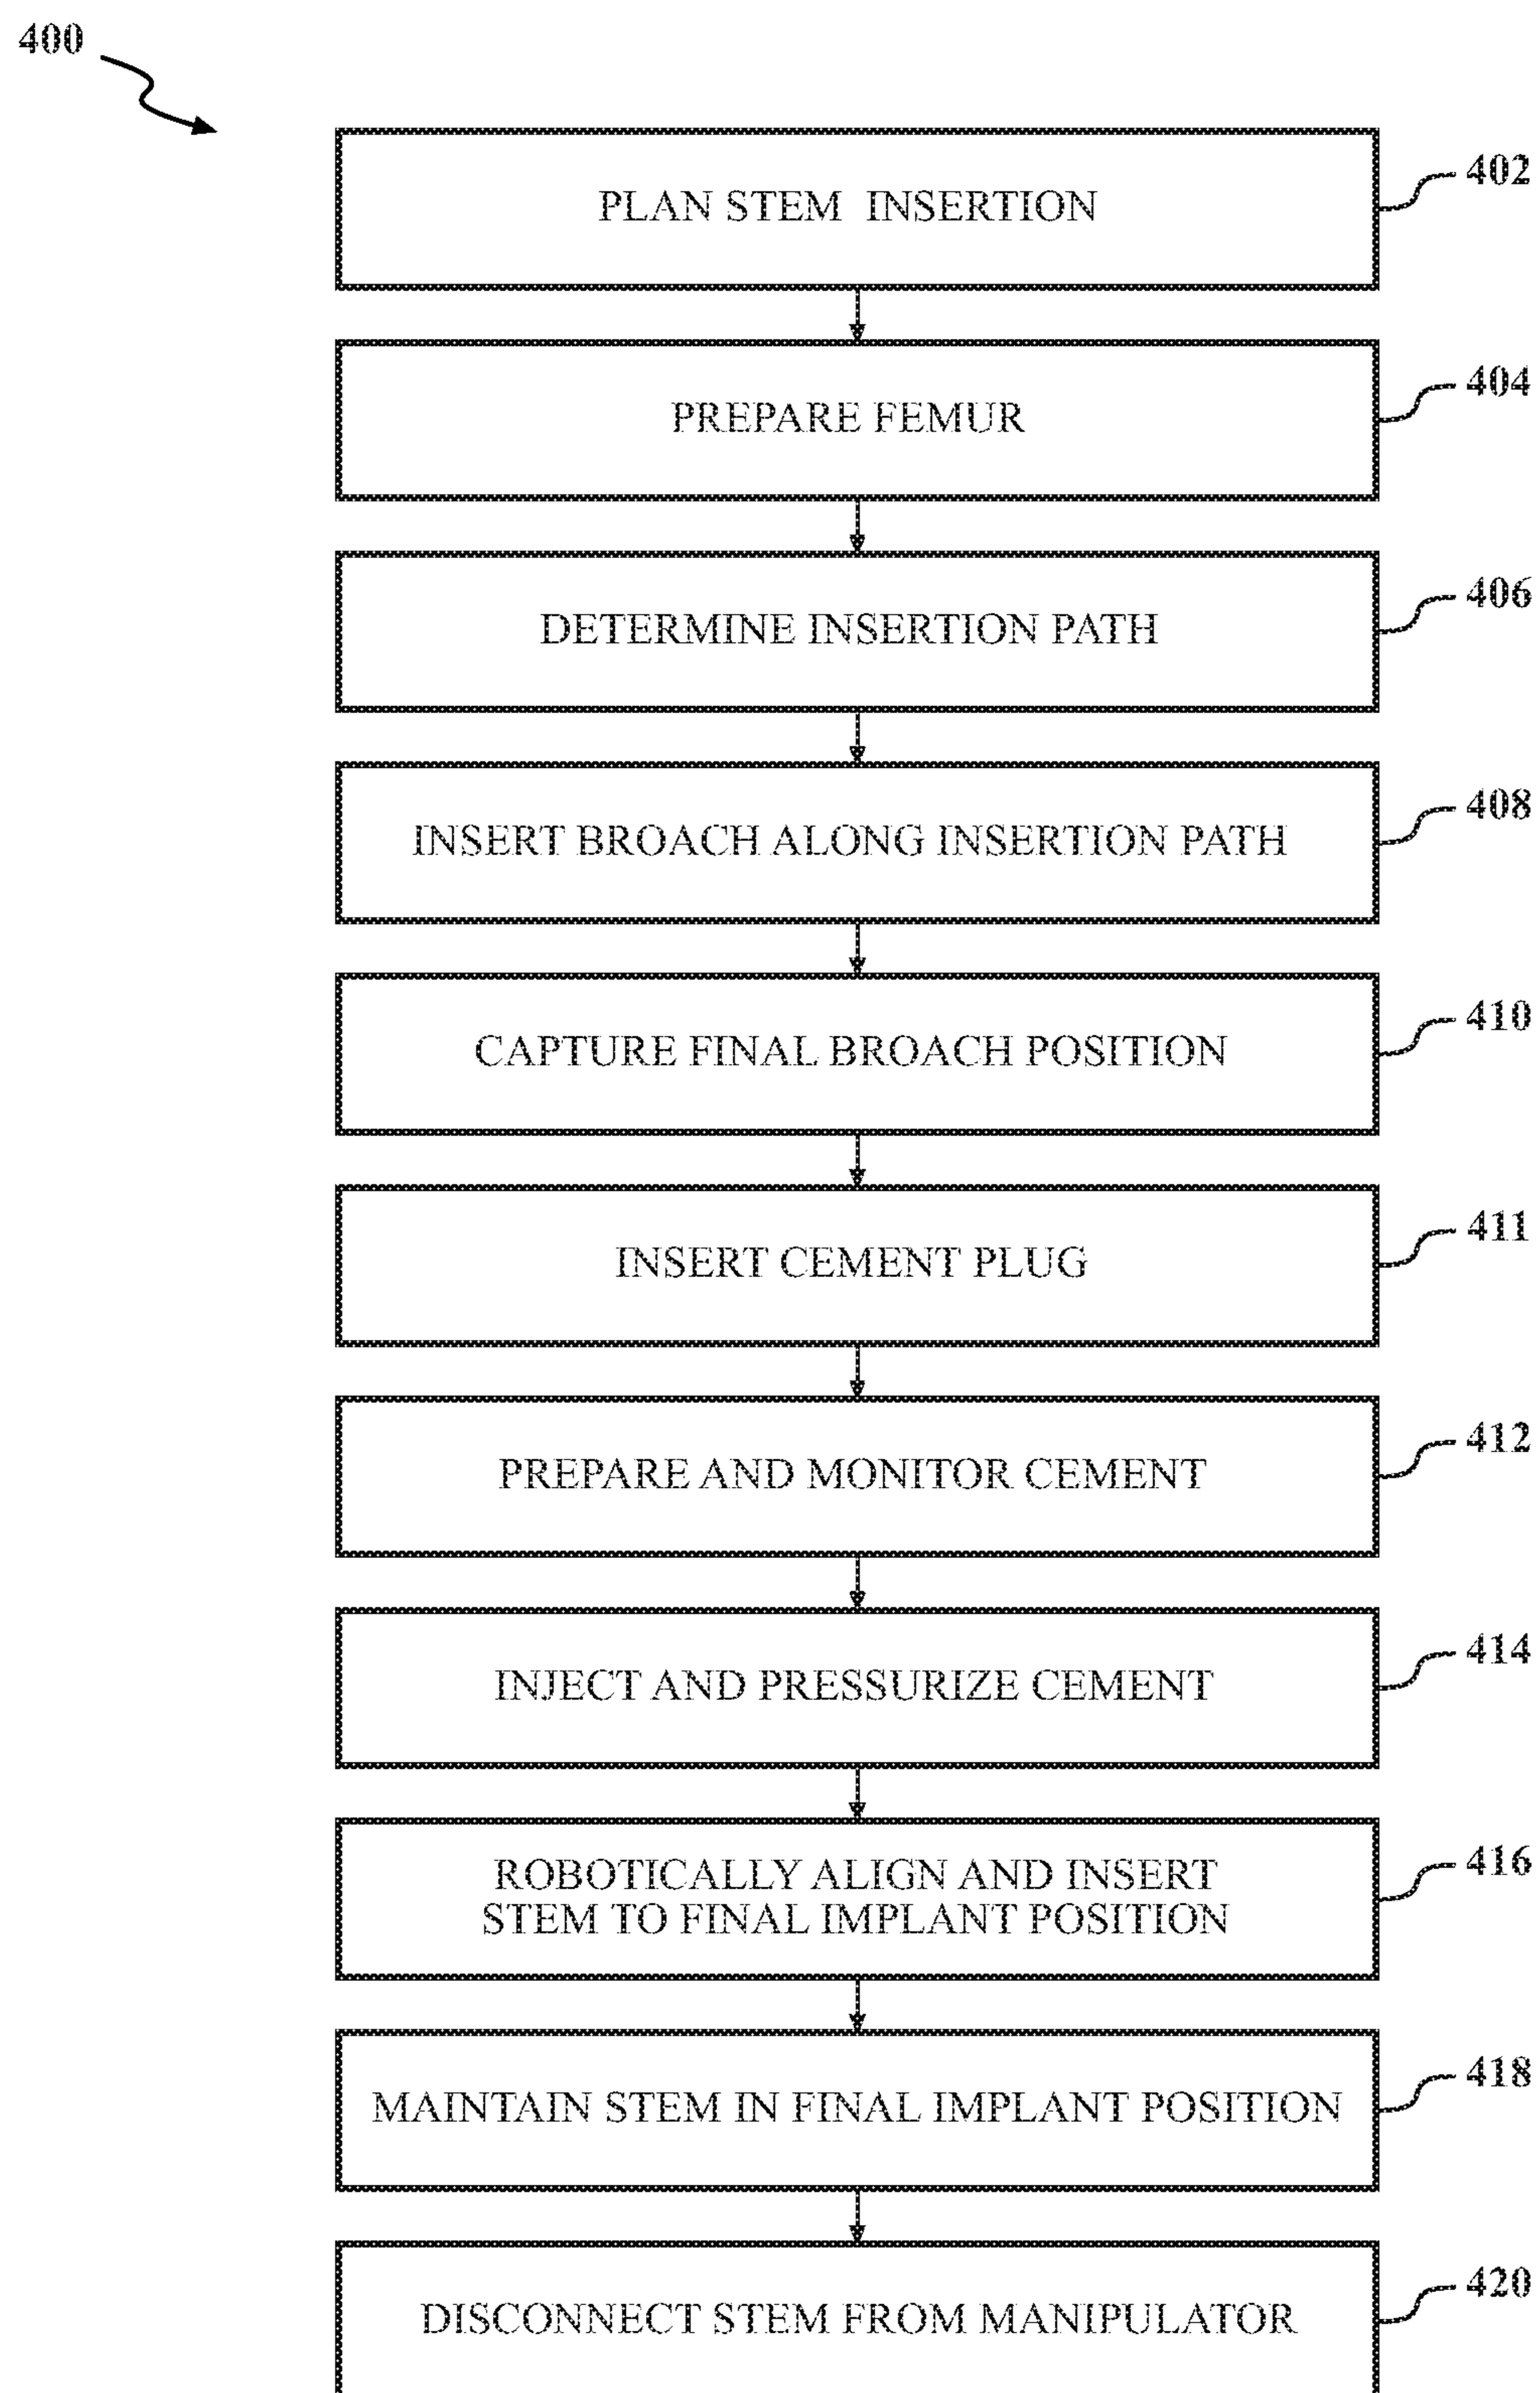 400
PLAN STEM INSERTION
402
PREPARE FEMUR
404
DETERMINE INSERTION PATH
406
INSERT BROACH ALONG INSERTION PATH
408
CAPTURE FINAL BROACH POSITION
410
INSERT CEMENT PLUG
411
PREPARE AND MONITOR CEMENT
412
INJECT AND PRESSURIZE CEMENT
414
ROBOTICALLY ALIGN AND INSERT
STEM TO FINAL IMPLANT POSITION
416
MAINTAIN STEM IN FINAL IMPLANT POSITION
418
DISCONNECT STEM FROM MANIPULATOR
420